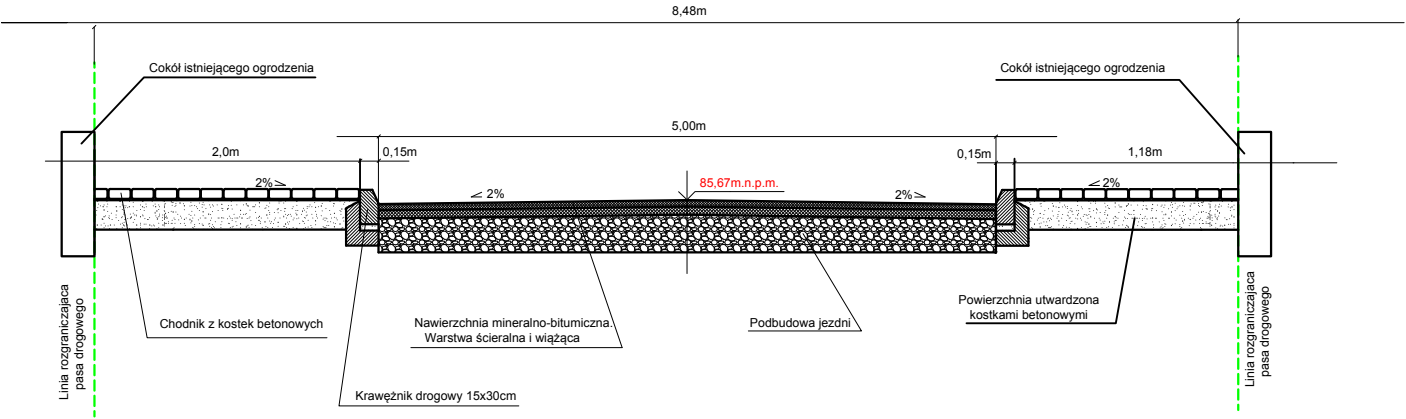 8,48m
Cokół istniejącego ogrodzenia
Cokół istniejącego ogrodzenia
5,00m
2,0m
0,15m
0,15m
1,18m
2%
2%
85,67m.n.p.m.
2%
2%
Linia rozgraniczajaca
pasa drogowego
Chodnik z kostek betonowych
Nawierzchnia mineralno-bitumiczna.
Warstwa ścieralna i wiążąca
Podbudowa jezdni
Powierzchnia utwardzona
kostkami betonowymi
Linia rozgraniczajaca
pasa drogowego
Krawężnik drogowy 15x30cm